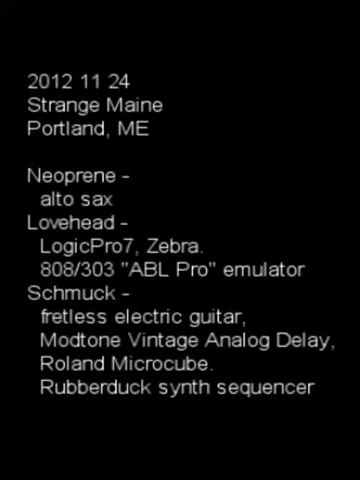 2012 11 24
Strange Maine
Portland, ME
Neoprene -
alto sax
Lovehead -
LogicPro7, Zebra.
808/303 "ABL Pro" emulator
Schmuck -
fretless electric guitar,
Modtone Vintage Analog Delay,
Roland Microcube.
Rubberduck synth sequencer